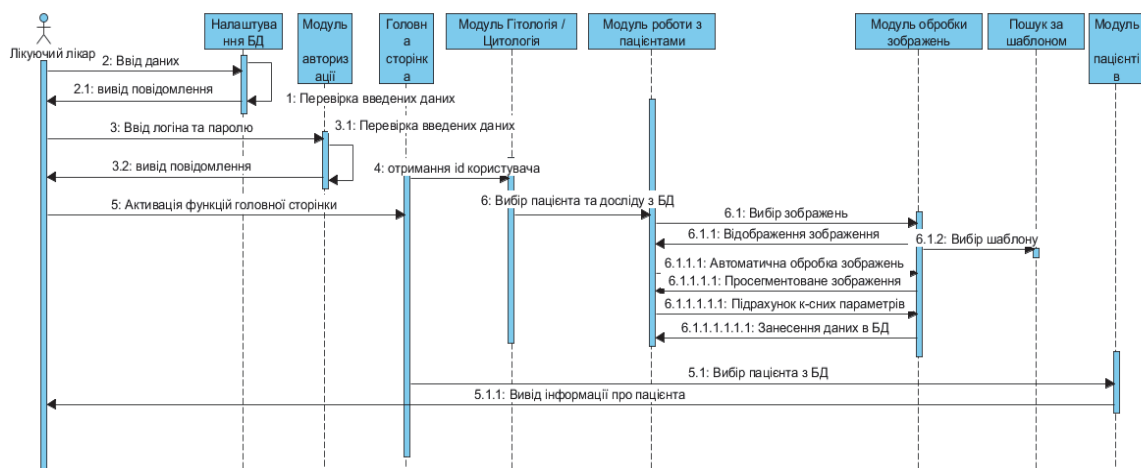 Лікуючий лікар
Налаштува
ння БД
Модуль
авториз
ації
Головн
а
сторінк
а
Модуль Гітологія /
Цитологія
Модуль роботи з
пацієнтами
Модуль обробки
зображень
Пошук за
шаблоном
Модуль
пацієнті
в
2: Ввід даних
2.1: вивід повідомлення
1: Перевірка введених даних
3: Ввід логіна та паролю
3.1: Перевірка введених даних
3.2: вивід повідомлення
4: отримання id користувача
5: Активація функцій головної сторінки
6: Вибір пацієнта та досліду з БД
6.1: Вибір зображень
6.1.1: Відображення зображення
6.1.2: Вибір шаблону
6.1.1.1: Автоматична обробка зображень
6.1.1.1.1: Просегментоване зображення
6.1.1.1.1.1: Підрахунок к-сних параметрів
6.1.1.1.1.1.1: Занесення даних в БД
5.1: Вибір пацієнта з БД
5.1.1: Вивід інформації про пацієнта